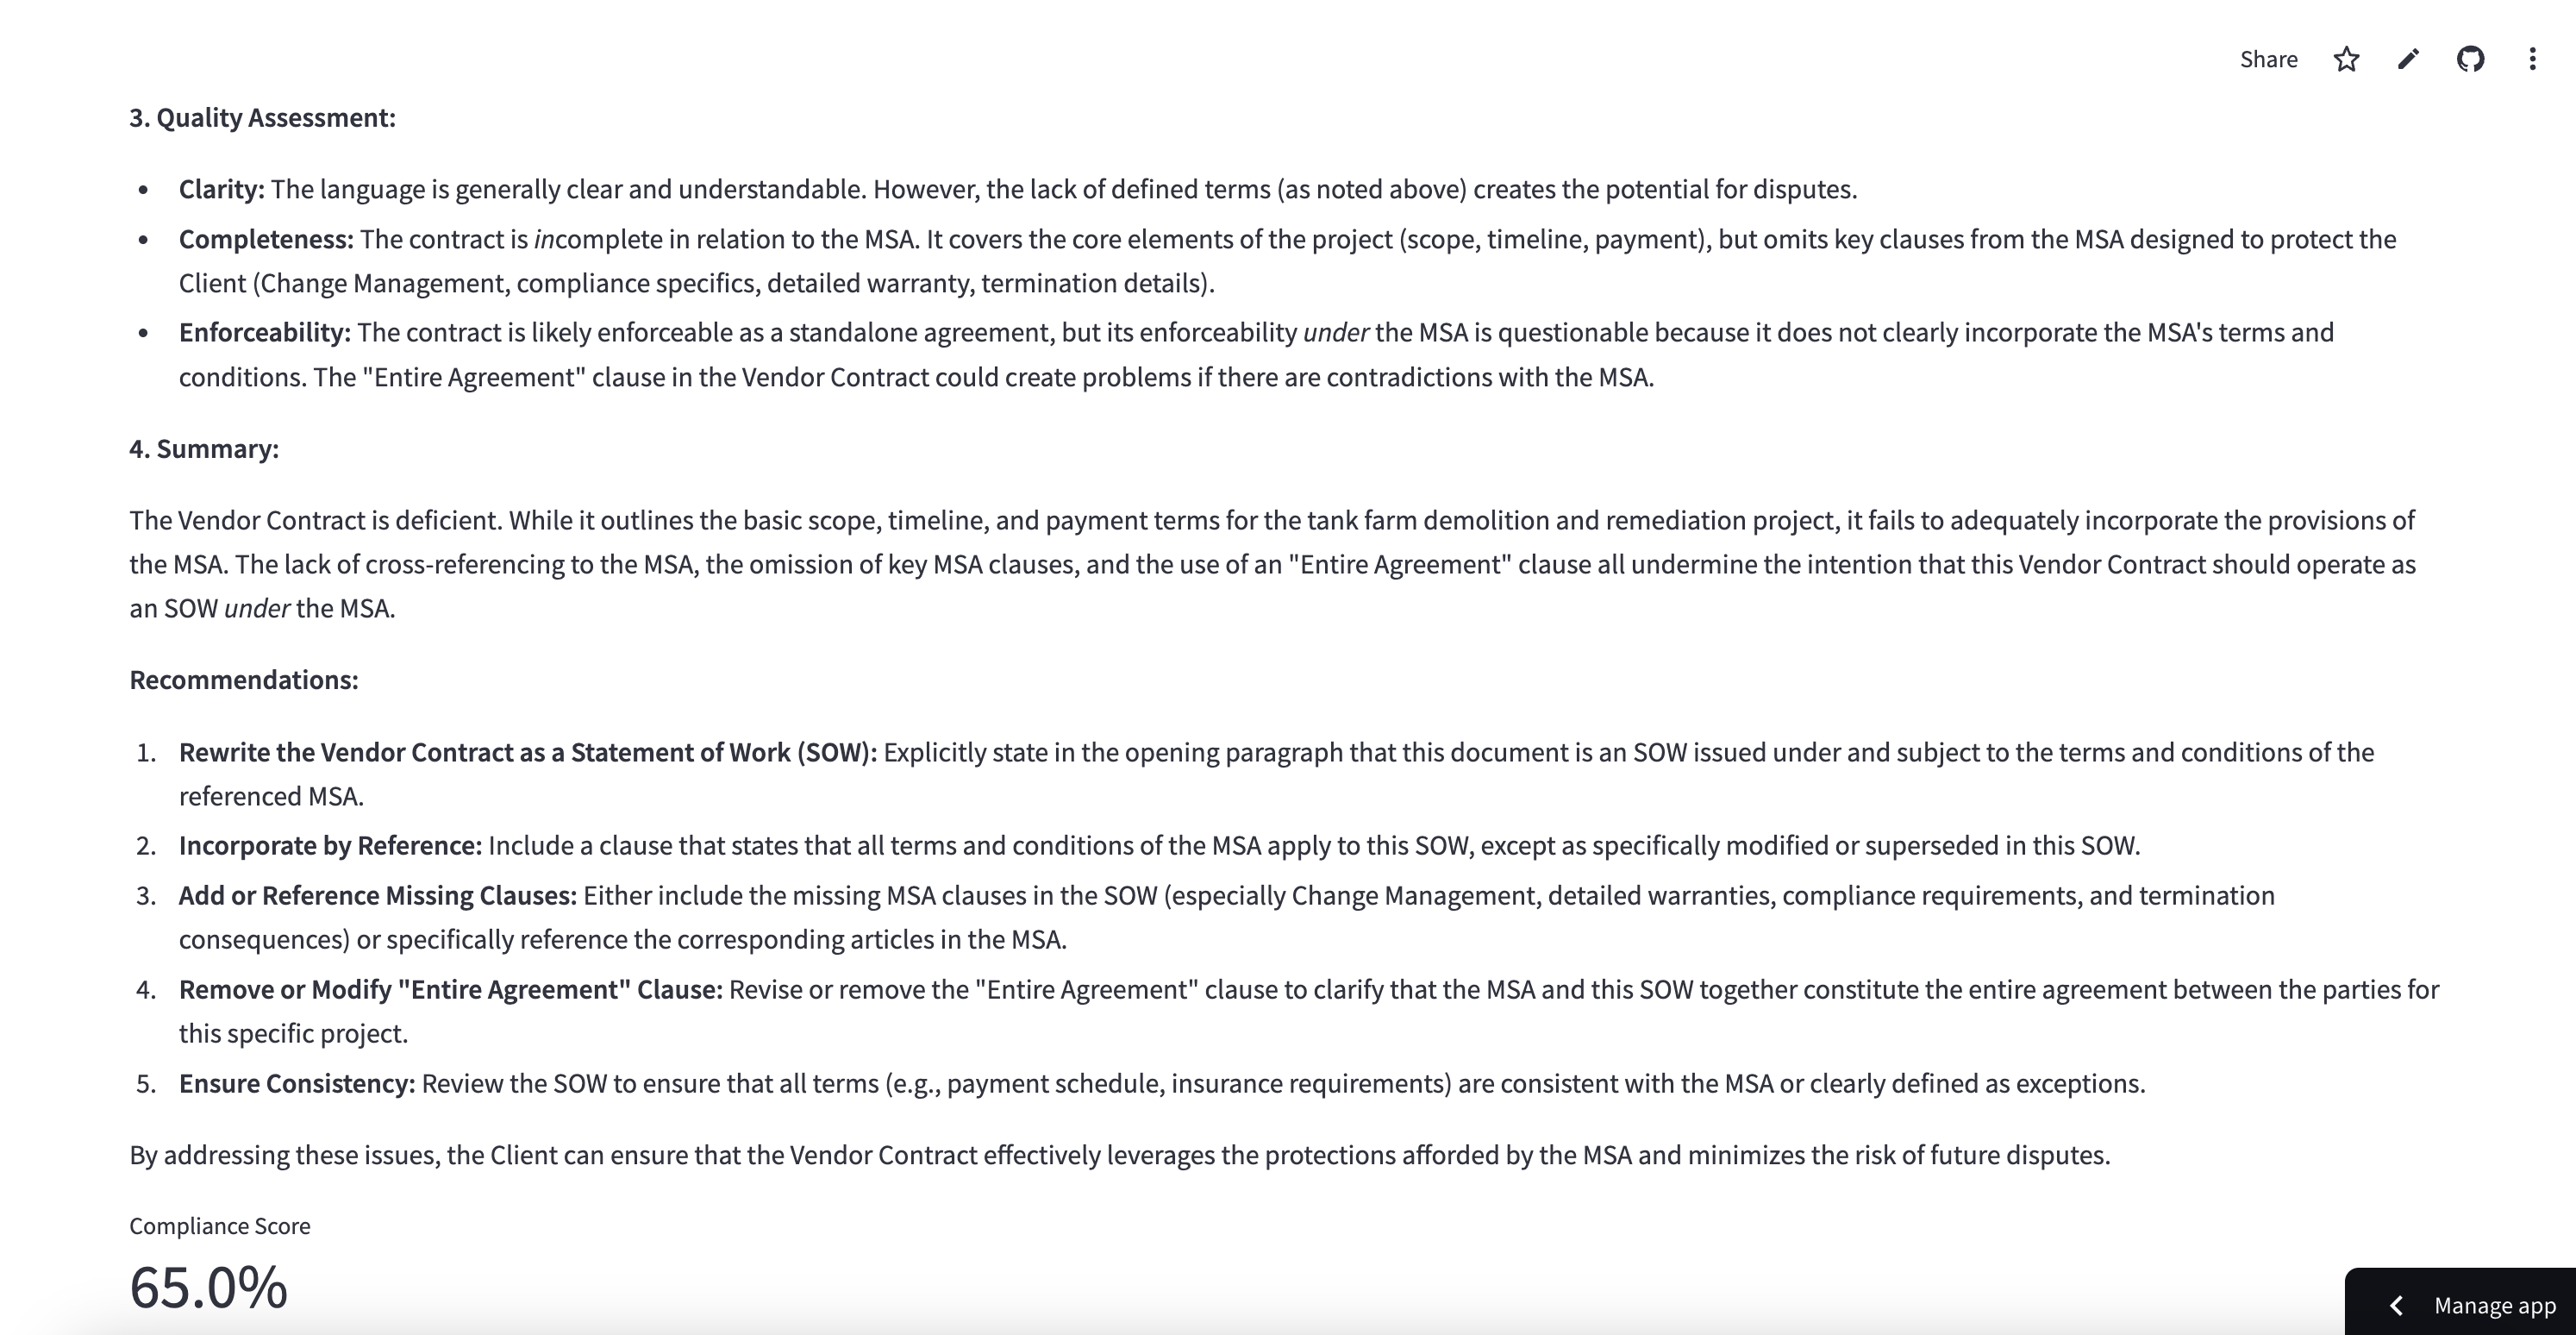 Share
3. Quality Assessment:
• Clarity: The language is generally clear and understandable. However, the lack of defined terms (as noted above) creates the potential for disputes.
• Completeness: The contract is incomplete in relation to the MSA. It covers the core elements of the project (scope, timeline, payment), but omits key clauses from the MSA designed to protect the
Client (Change Management, compliance specifics, detailed warranty, termination details).
• Enforceability: The contract is likely enforceable as a standalone agreement, but its enforceability under the MSA is questionable because it does not clearly incorporate the MSA's terms and
conditions. The "Entire Agreement" clause in the Vendor Contract could create problems if there are contradictions with the MSA.
4. Summary:
The Vendor Contract is deficient. While it outlines the basic scope, timeline, and payment terms for the tank farm demolition and remediation project, it fails to adequately incorporate the provisions of
the MSA. The lack of cross-referencing to the MSA, the omission of key MSA clauses, and the use of an "Entire Agreement" clause all undermine the intention that this Vendor Contract should operate as
an SOW under the MSA.
Recommendations:
1. Rewrite the Vendor Contract as a Statement of Work (SOW): Explicitly state in the opening paragraph that this document is an SOW issued under and subject to the terms and conditions of the
referenced MSA.
2. Incorporate by Reference: Include a clause that states that all terms and conditions of the MSA apply to this SOW, except as specifically modified or superseded in this SOW.
3. Add or Reference Missing Clauses: Either include the missing MSA clauses in the SOW (especially Change Management, detailed warranties, compliance requirements, and termination
consequences) or specifically reference the corresponding articles in the MSA.
4. Remove or Modify "Entire Agreement" Clause: Revise or remove the "Entire Agreement" clause to clarify that the MSA and this SOW together constitute the entire agreement between the parties for
this specific project.
5. Ensure Consistency: Review the SOW to ensure that all terms (e.g., payment schedule, insurance requirements) are consistent with the MSA or clearly defined as exceptions.
By addressing these issues, the Client can ensure that the Vendor Contract effectively leverages the protections afforded by the MSA and minimizes the risk of future disputes.
Compliance Score
65.0%
Manage app